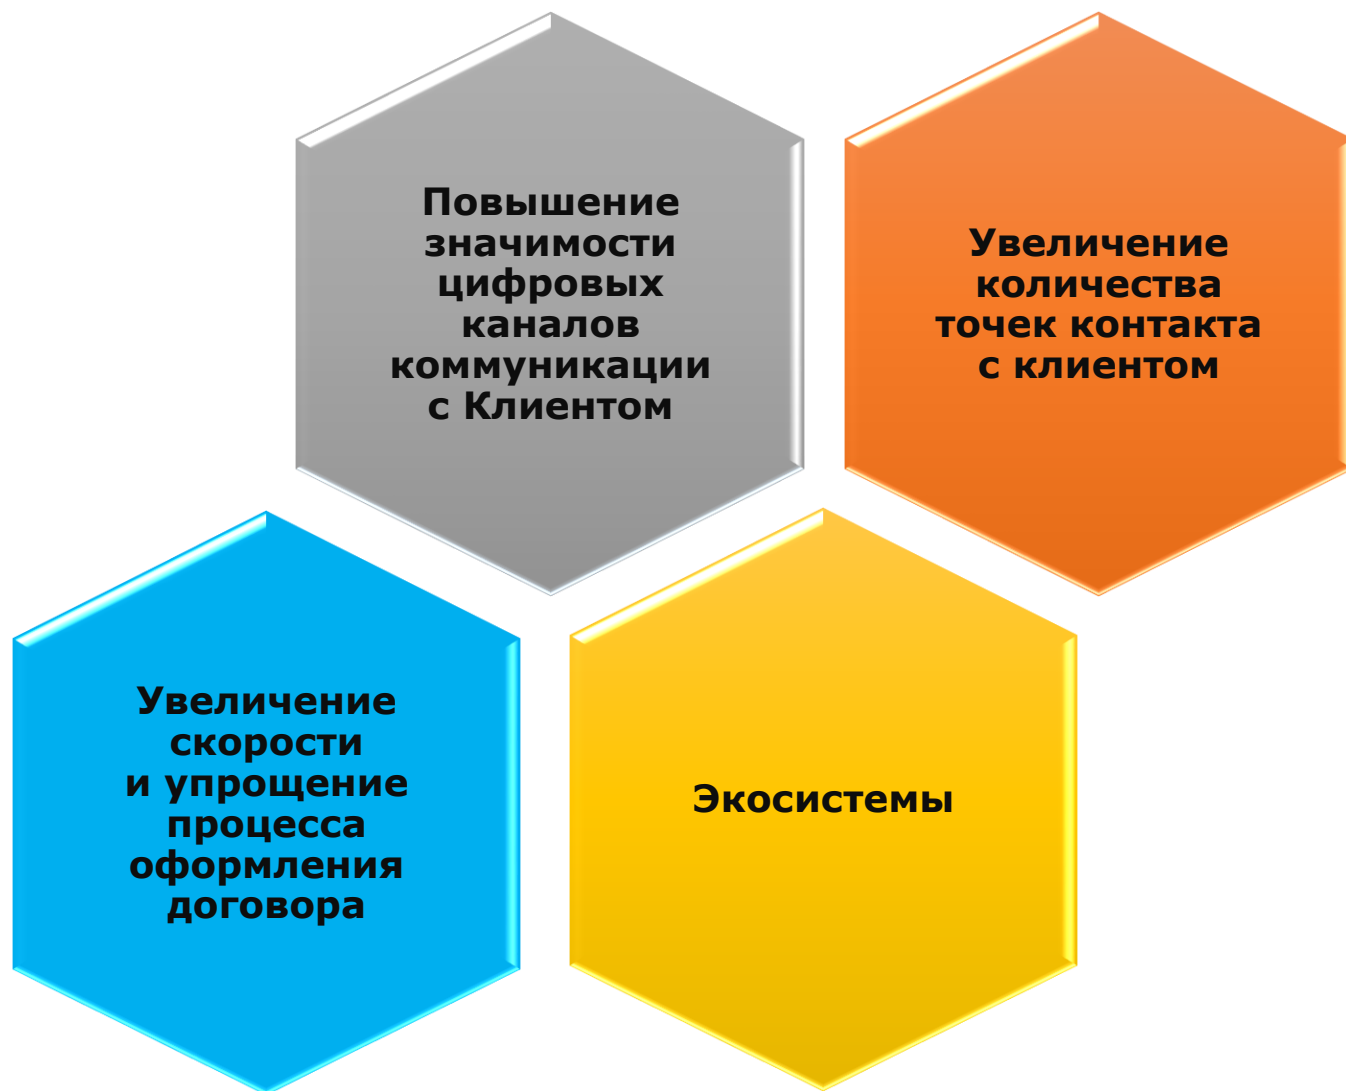 Повышение
значимости
цифровых
каналов
коммуникации
с Клиентом
Увеличение
количества
точек контакта
с клиентом
Увеличение
скорости
и упрощение
процесса
оформления
договора
Экосистемы